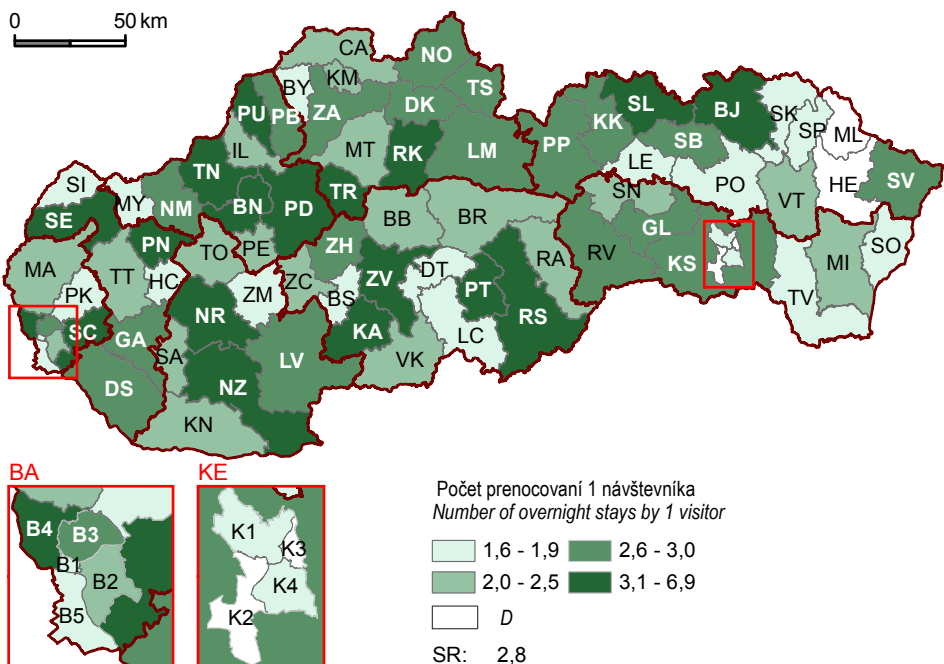 0 50 km
CA
NO
BY
KM
TS
PU
PB
ZA
DK
SL
BJ
SK
SP
ML
KK
IL
MT
RK
LM
PP
SB
LE
PO
HE
SV
SI
TN
TR
SN
VT
MY
NM
BN
PD
SE
BB
BR
GL
PN
TO
PE
ZH
RV
KS
SO
MA
TT
HC
ZC
DT
RA
MI
PK
ZM
BS
ZV
PT
TV
SC
GA
NR
KA
LC
RS
SA
LV
VK
DS
NZ
KN
BA
KE
B4
B3
B1
B2
B5
K1
K3
K4
K2
Počet prenocovaní 1 návštevníka
Number of overnight stays by 1 visitor
1,6 - 1,9 2,6 - 3,0
2,0 - 2,5 3,1 - 6,9
D
SR: 2,8